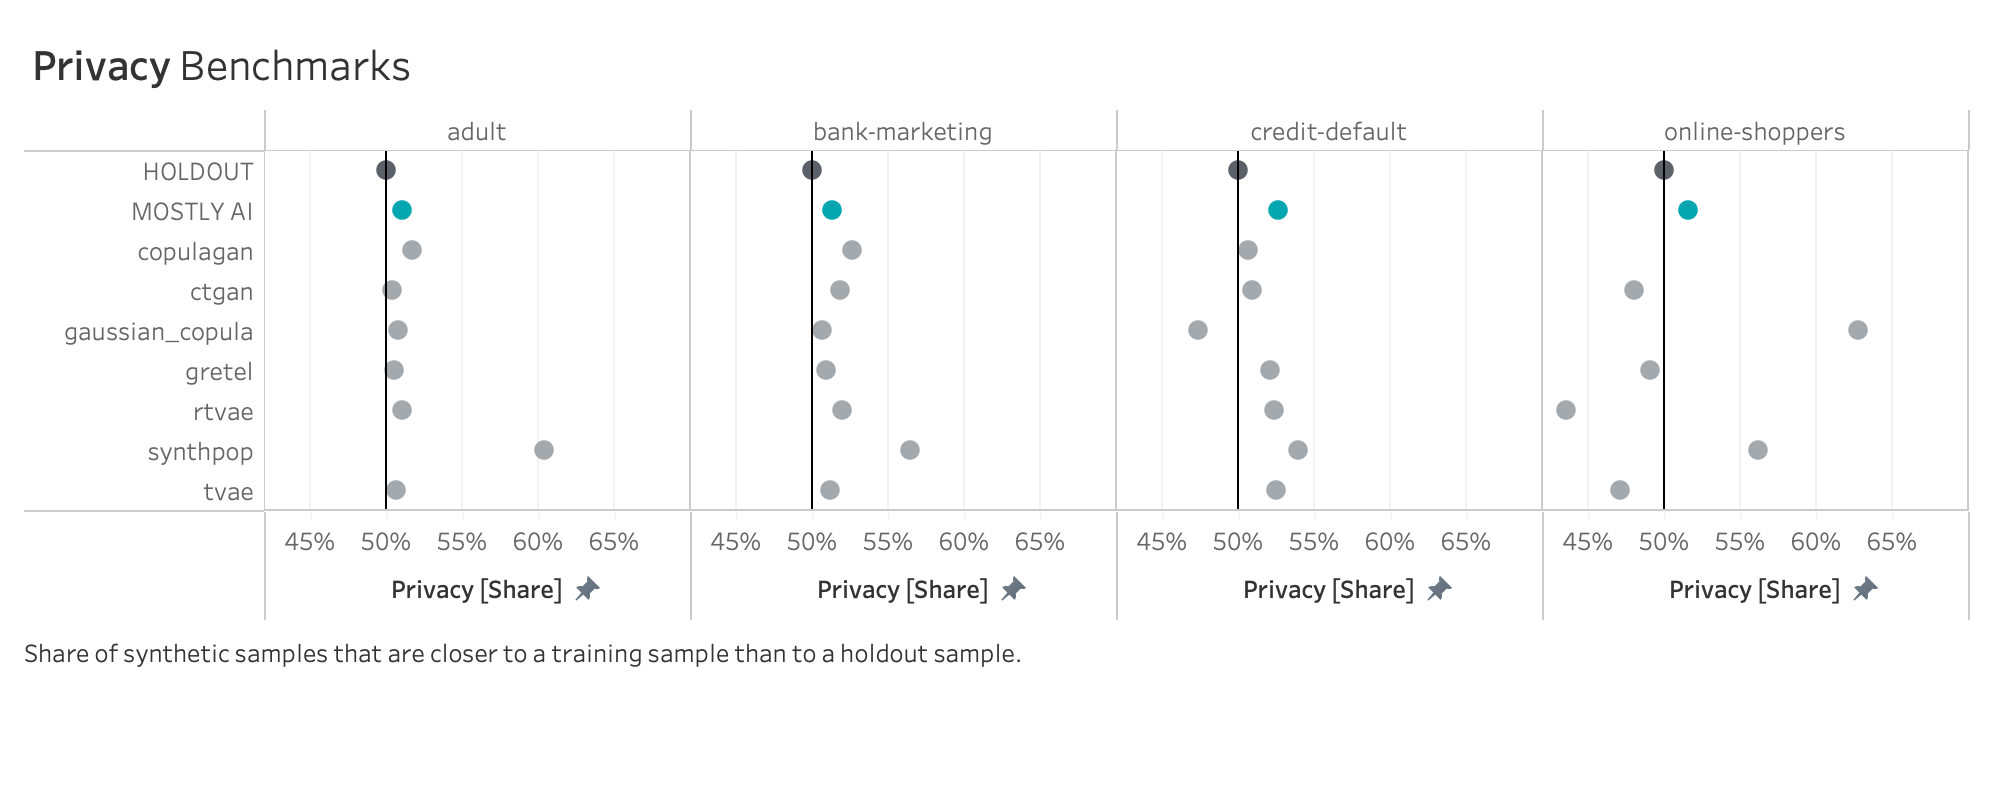 Privacy Benchmarks
adult bank-marketing credit-default online-shoppers
HOLDOUT
MOSTLY AI
copulagan
ctgan
gaussian_copula
gretel
rtvae
synthpop
tvae
45% 50% 55% 60% 65% 45% 50% 55% 60% 65% 45% 50% 55% 60% 65% 45% 50% 55% 60% 65%
Privacy [Share] Privacy [Share] Privacy [Share] Privacy [Share]
Share of synthetic samples that are closer to a training sample than to a holdout sample.